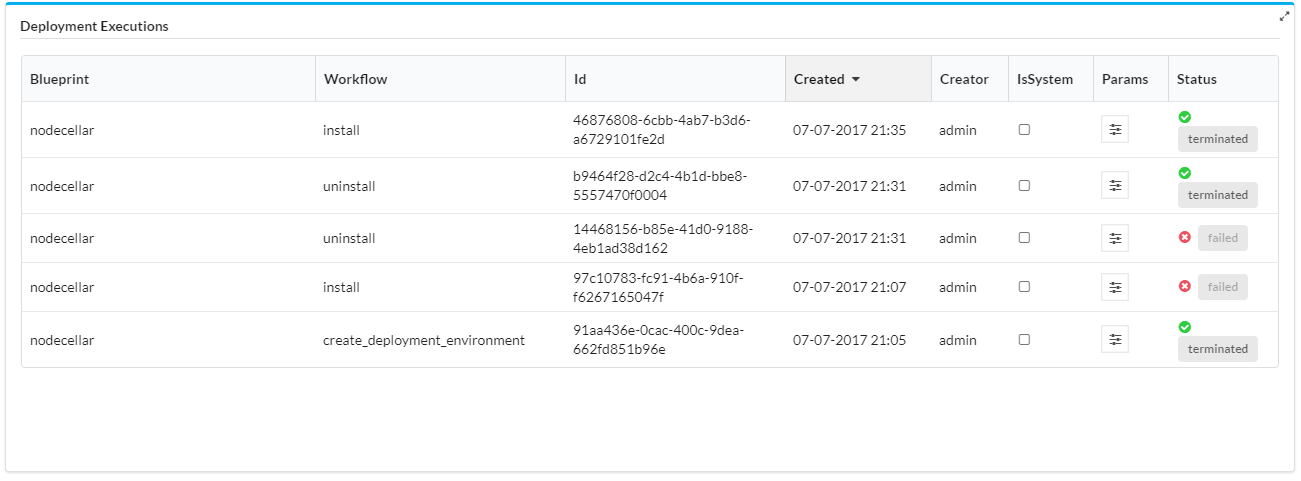 Deployment Executions
Blueprint Workflow Id Created Creator IsSystem Params Status
nodecellar install 46876808-6cbb-4ab7-b3d6-
a6729101fe2d 07-07-2017 21:35 admin terminated
nodecellar uninstall b9464f28-d2c4-4b1d-bbe8-
5557470f0004 07-07-2017 21:31 admin terminated
nodecellar uninstall 14468156-b85e-41d0-9188-
4eb1ad38d162 07-07-2017 21:31 admin failed
nodecellar install 97c10783-fc91-4b6a-910f-
f6267165047f 07-07-2017 21:07 admin failed
nodecellar create_deployment_environment 91aa436e-0cac-400c-9dea-
662fd851b96e 07-07-2017 21:05 admin terminated